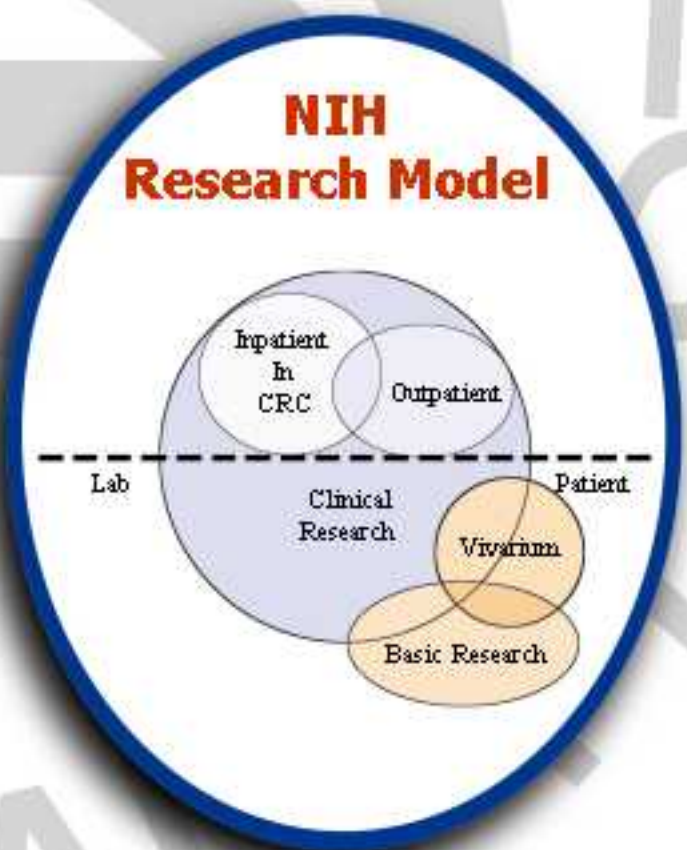 NIH
Research Model
Inpatient
In
CRC
Outpatient
Lab
Patient
Clinical
Research
Vivarium
Basic Research